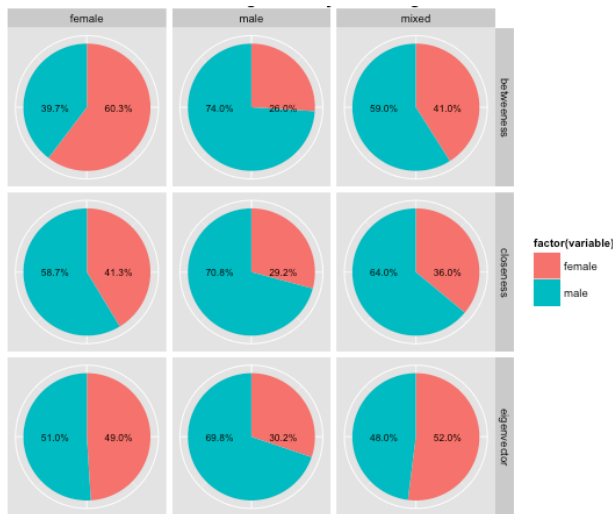 female male mixed
39.7% 60.3% 74.0% 26.0% 59.0% 41.0% betweeness
58.7% 41.3% 70.8% 29.2% 64.0% 36.0% closeness
factor(variable)
female
male
51.0% 49.0% 69.8% 30.2% 48.0% 52.0% eigenvector